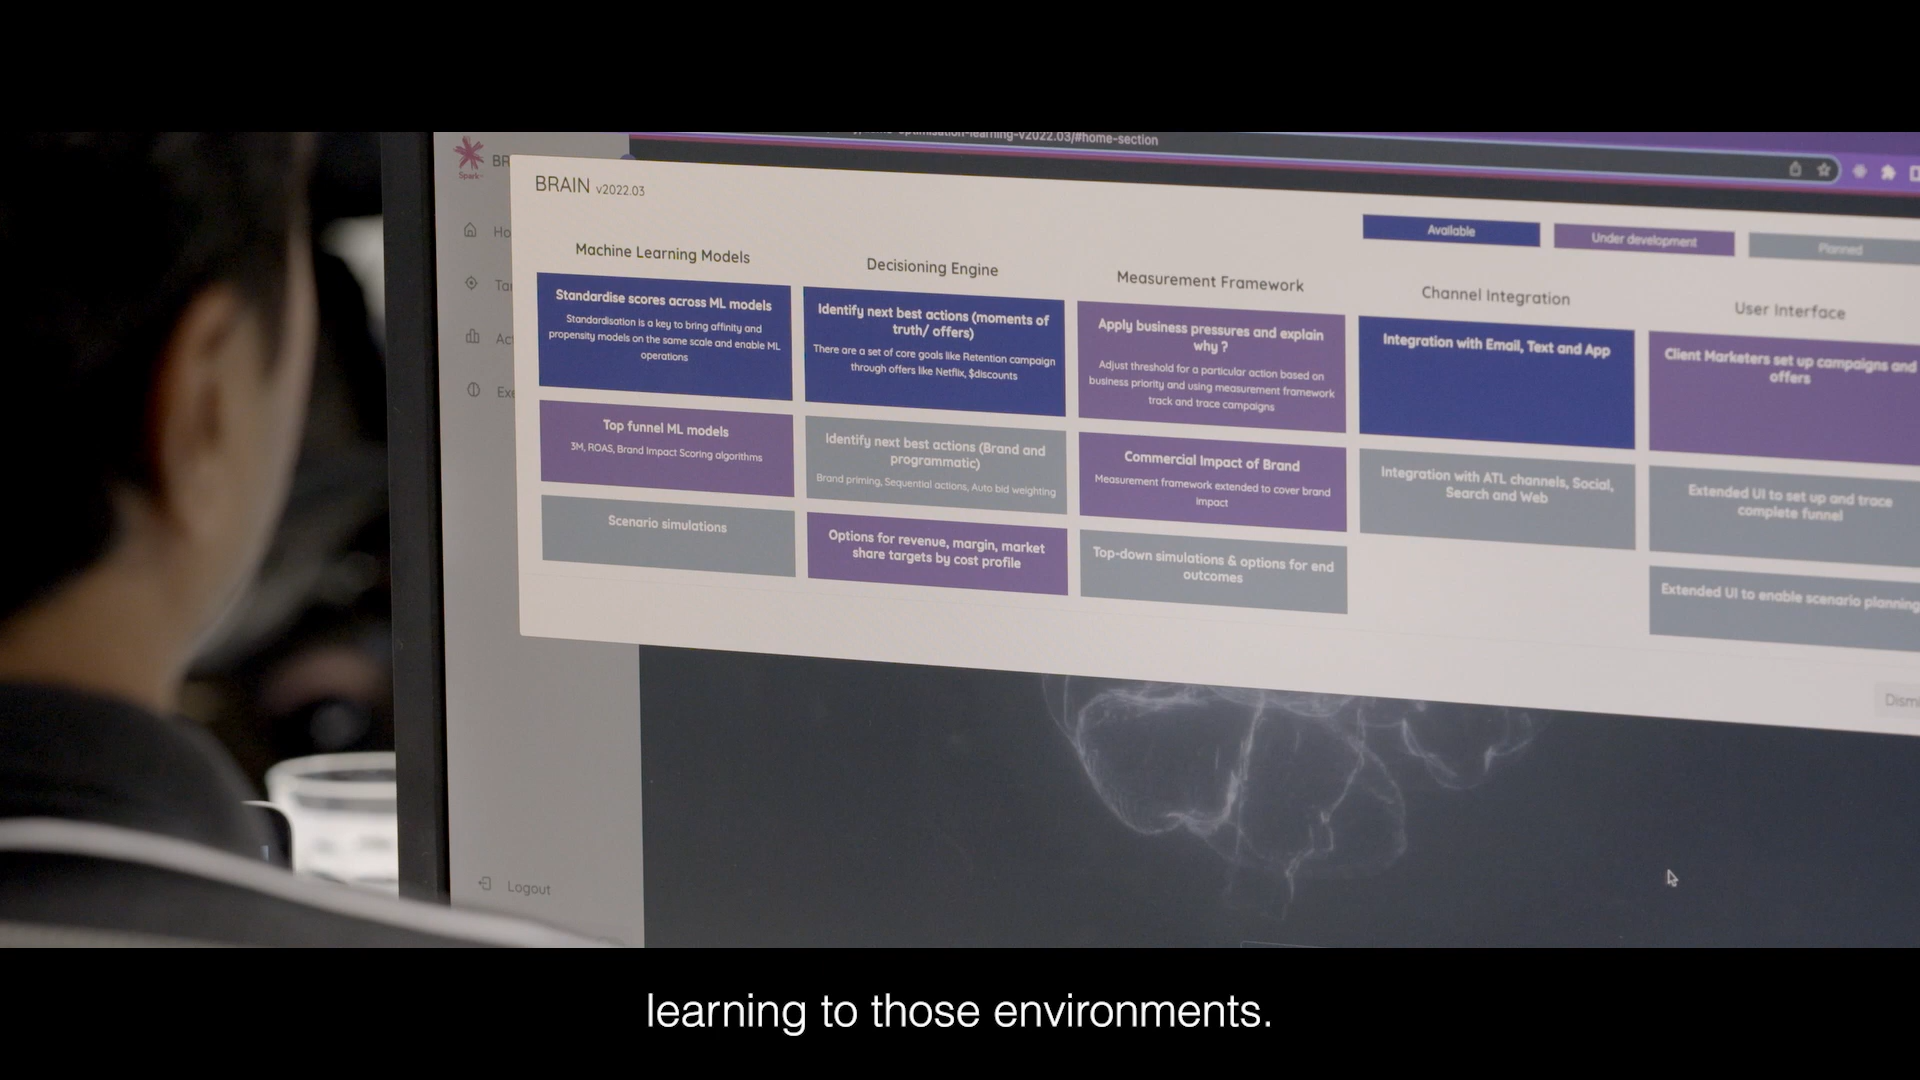 optimisation-learning-v2022.03/#home-section
Spark
BRAIN v2022.03
Available
Under development
Planned
Machine Learning Models
Standardise scores across ML models
Standardisation is a key to bring affinity and
propensity models on the same scale and enable ML
operations
Top funnel ML models
3M, ROAS, Brand Impact Scoring algorithms
Scenario simulations
Decisioning Engine
Identify next best actions (moments of
truth/ offers)
There are a set of core goals like Retention campaign
through offers like Netflix, $discounts
Identify next best actions (Brand and
programmatic)
Brand priming, Sequential actions, Auto bid weighting
Options for revenue, margin, market
share targets by cost profile
Measurement Framework
Apply business pressures and explain
why ?
Adjust threshold for a particular action based on
business priority and using measurement framework
track and trace campaigns
Commercial Impact of Brand
Measurement framework extended to cover brand
impact
Top-down simulations & options for end
outcomes
Channel Integration
Integration with Email, Text and App
Integration with ATL channels, Social,
Search and Web
User Interface
Client Marketers set up campaigns and
offers
Extended UI to set up and trace
complete funnel
Extended UI to enable scenario planning
Logout
learning to those environments.